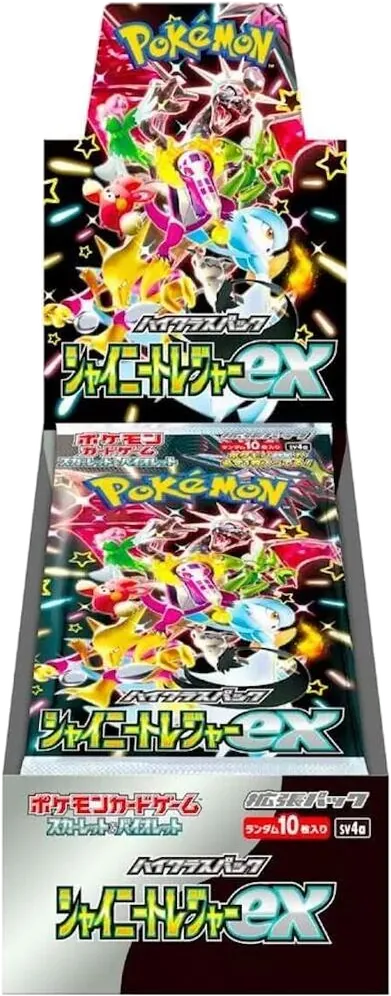 POKÉMON
ハイクラスパック
シャイニートレジャーex
ポケモンカードゲーム
スカーレット&バイオレット
ランダム10枚入り sv4a
POKÉMON
ハイクラスパック
シャイニートレジャーex
ポケモンカードゲーム
スカーレット&バイオレット
拡張パック
ランダム10枚入り sv4a
ハイクラスパック
シャイニートレジャーex